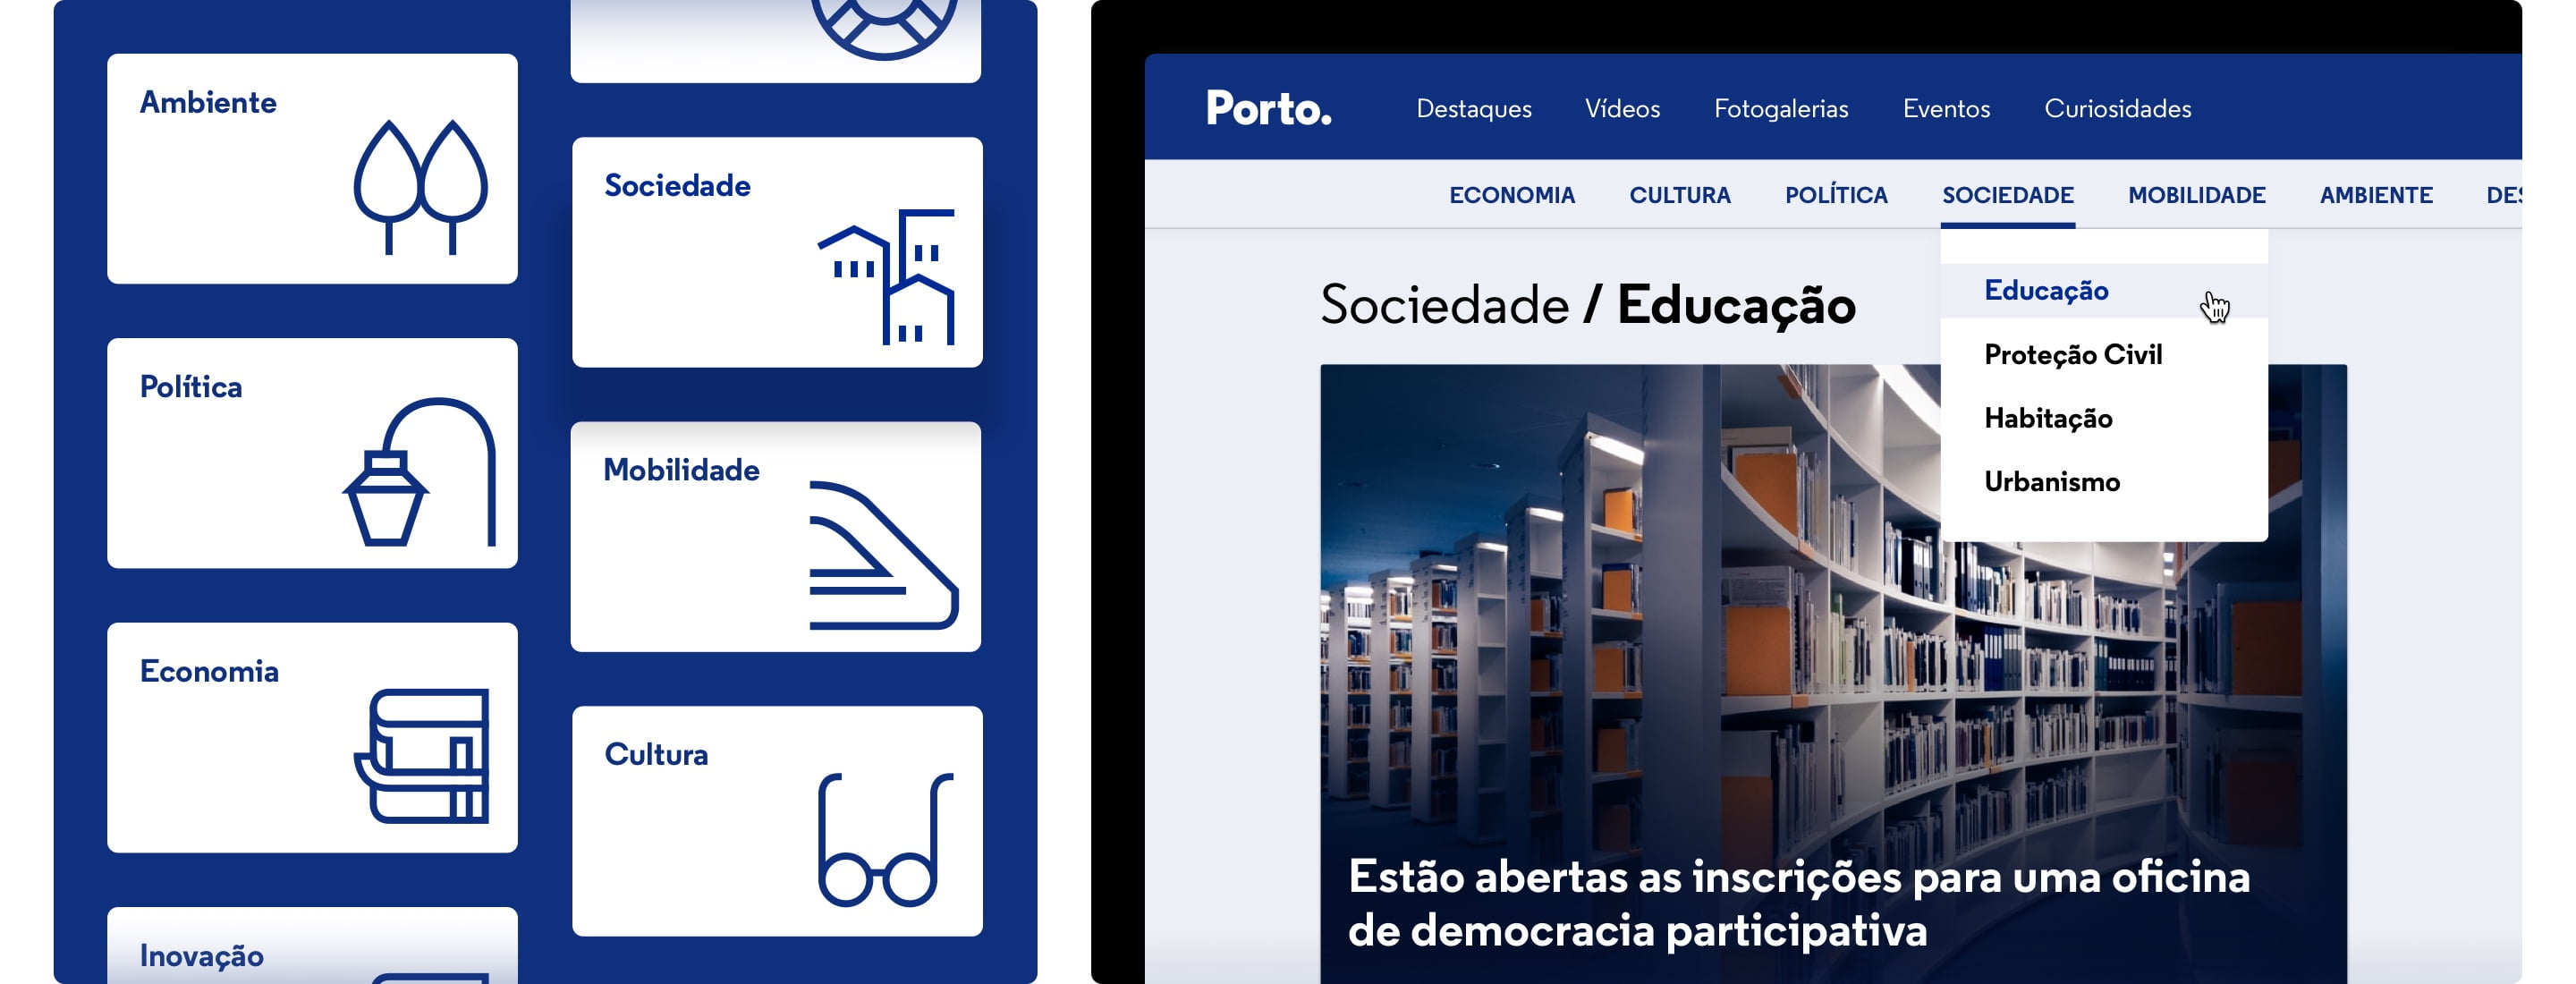 Ambiente
Política
Economia
Inovação
Sociedade
Mobilidade
Cultura
Porto.
Destaques Vídeos Fotogalerias Eventos Curiosidades
ECONOMIA CULTURA POLÍTICA SOCIEDADE MOBILIDADE AMBIENTE
Sociedade / Educação
Educação
Proteção Civil
Habitação
Urbanismo
Estão abertas as inscrições para uma oficina
de democracia participativa